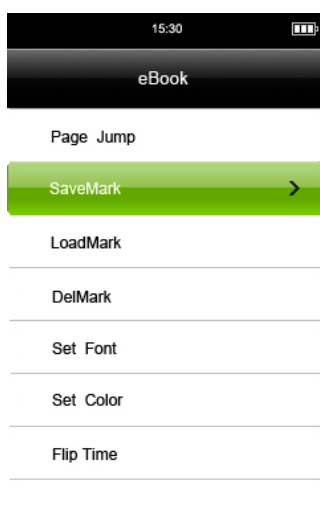 15:30
eBook
Page Jump
SaveMark
LoadMark
DelMark
Set Font
Set Color
Flip Time